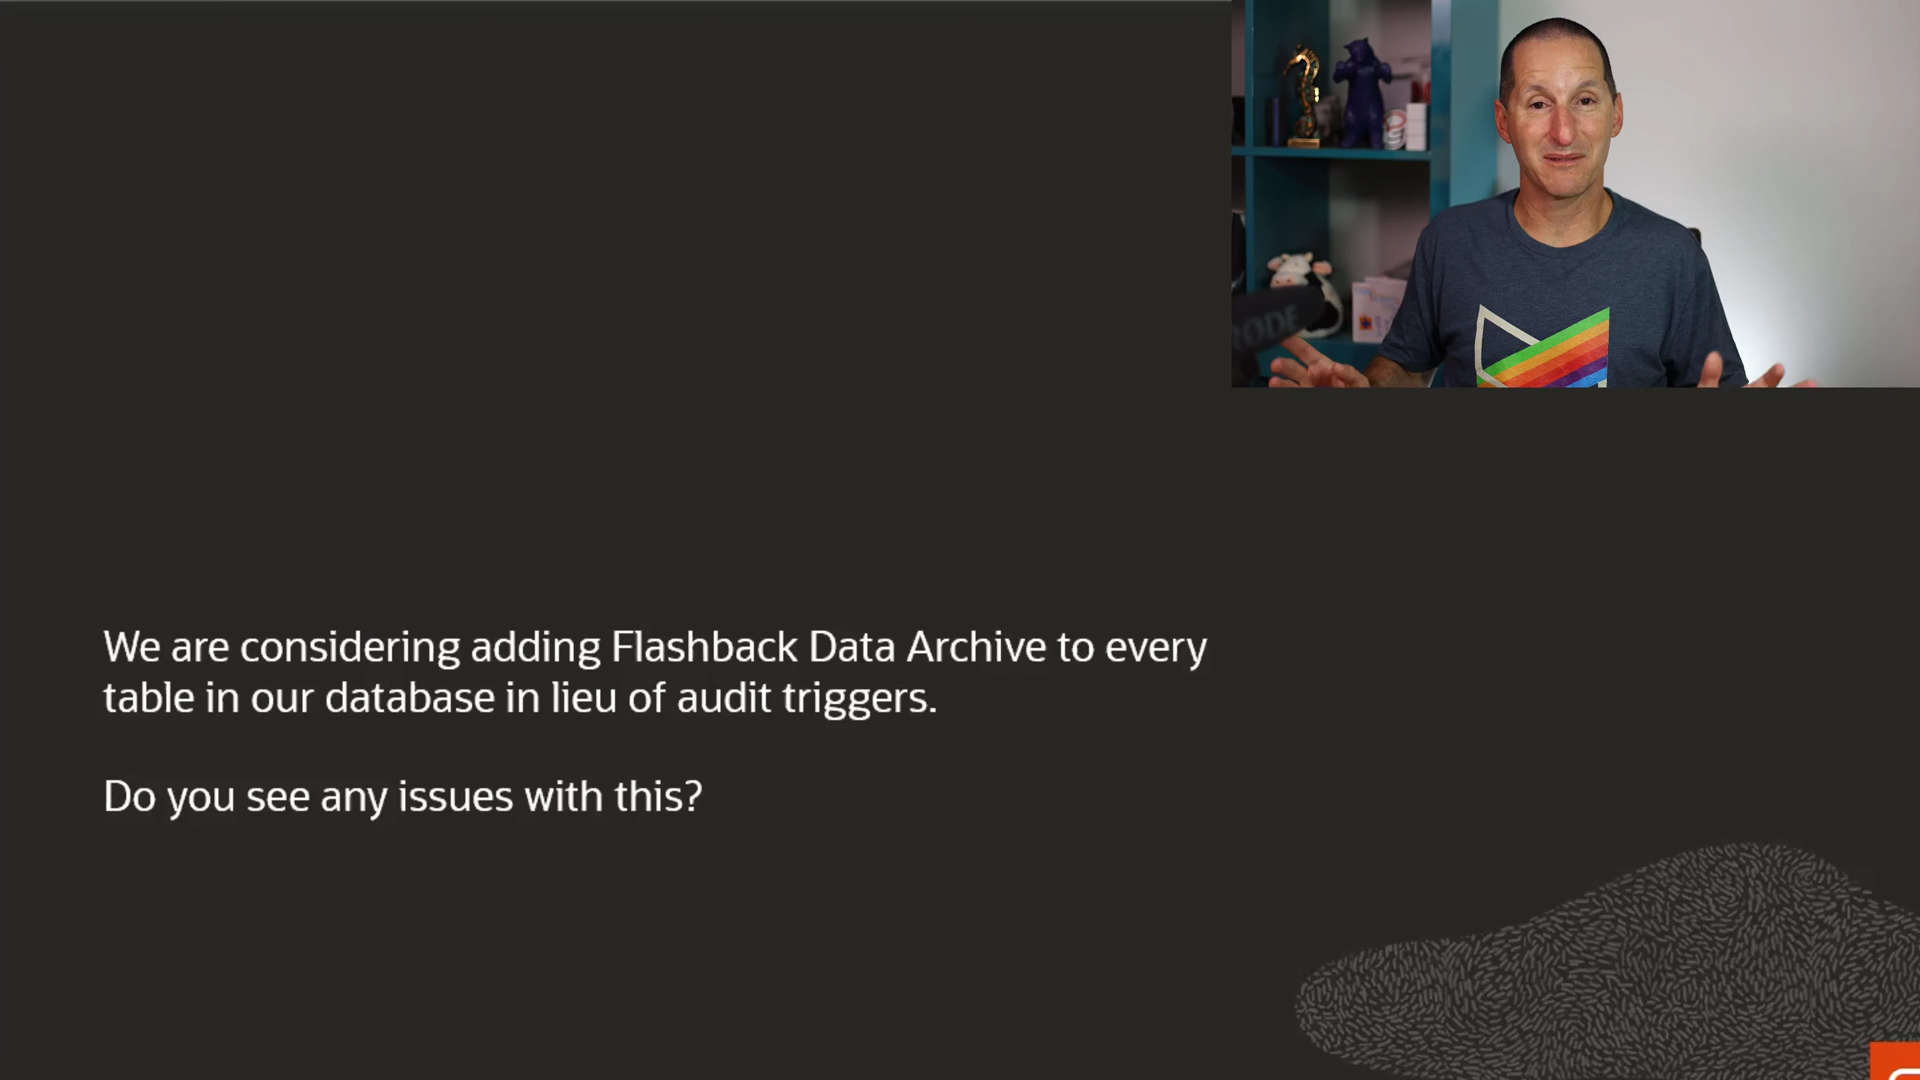 RODE
We are considering adding Flashback Data Archive to every
table in our database in lieu of audit triggers.
Do you see any issues with this?